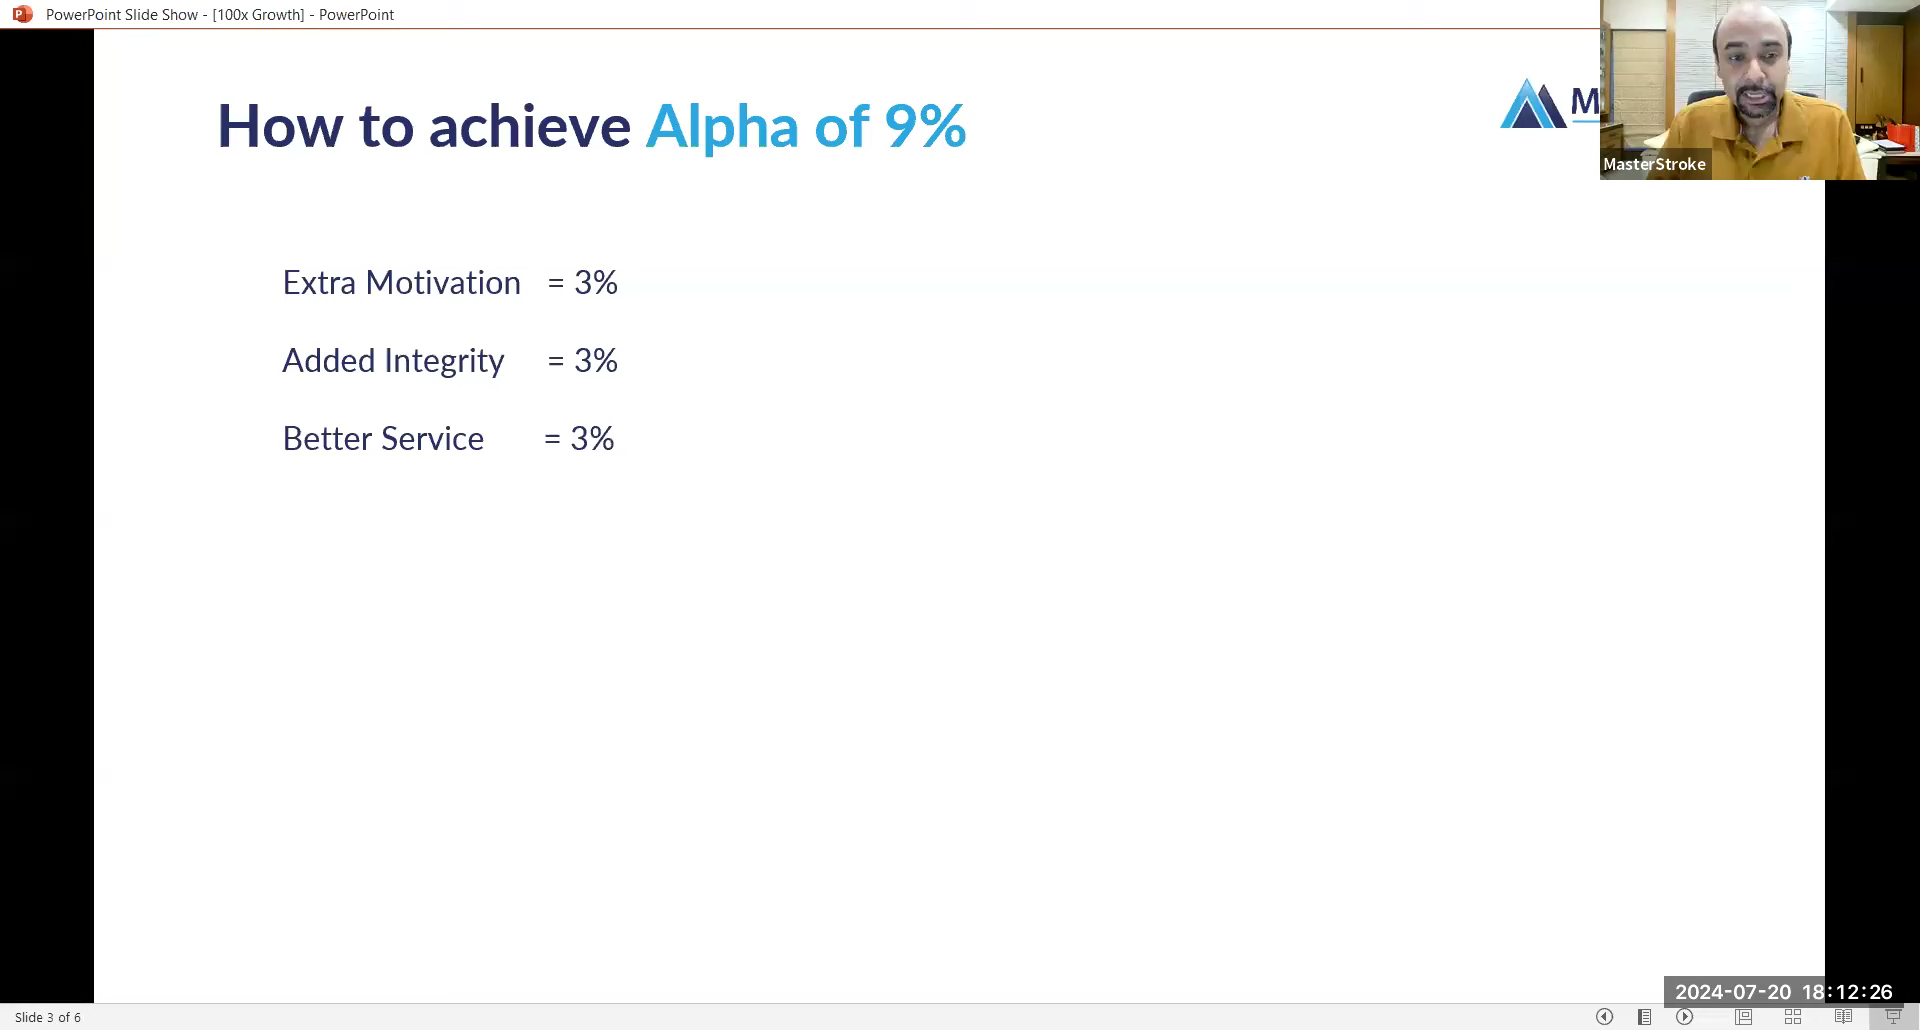 PowerPoint Slide Show - [100x Growth] - PowerPoint
How to achieve Alpha of 9%
M
MasterStroke
Extra Motivation = 3%
Added Integrity = 3%
Better Service = 3%
2024-07-20 18:12:26
Slide 3 of 6